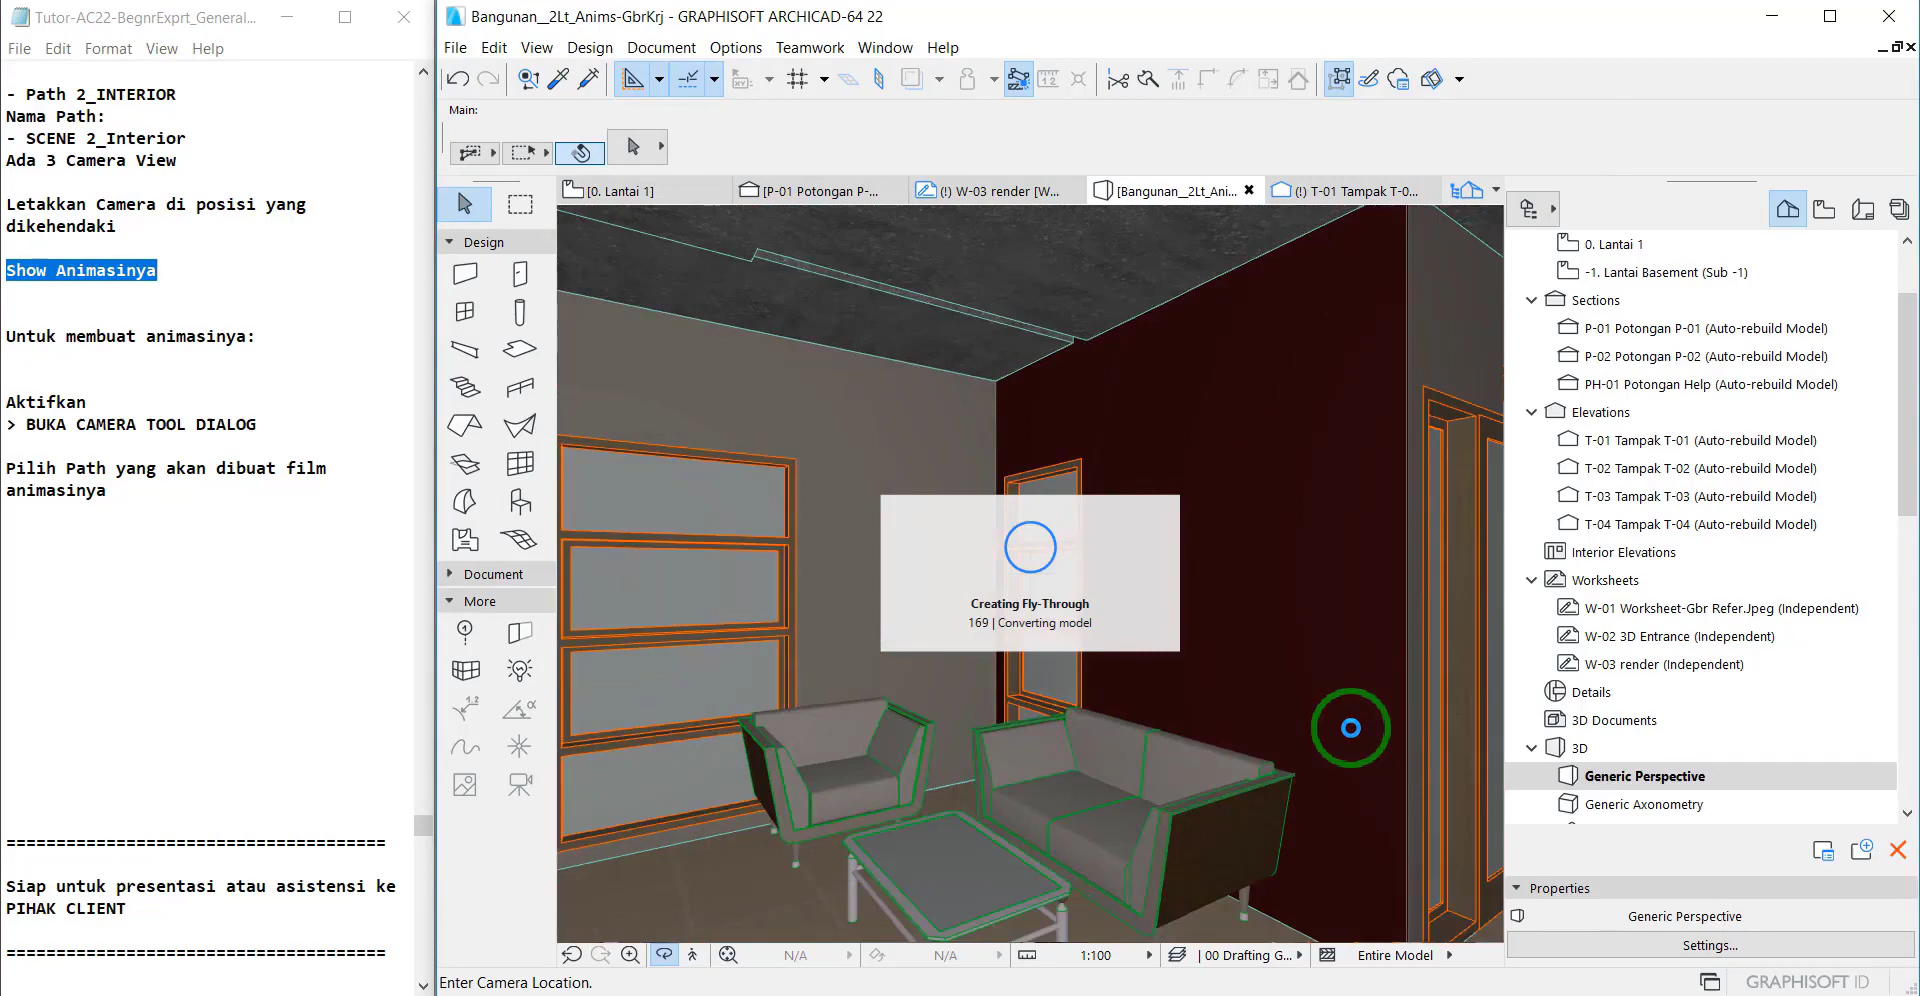 Tutor-AC22-BegnrExprt_General...
File Edit Format View Help
- Path 2_INTERIOR
Nama Path:
- SCENE 2_Interior
Ada 3 Camera View
Letakkan Camera di posisi yang
dikehendaki
Show Animasinya
Untuk membuat animasinya:
Aktifkan
> BUKA CAMERA TOOL DIALOG
Pilih Path yang akan dibuat film
animasinya
======================================
Siap untuk presentasi atau asistensi ke
PIHAK CLIENT
======================================
Bangunan__2Lt_Anims-GbrKrj - GRAPHISOFT ARCHICAD-64 22
File Edit View Design Document Options Teamwork Window Help
Main:
[0. Lantai 1]
[P-01 Potongan P-...
(!) W-03 render [W...
[Bangunan__2Lt_Ani...
(!) T-01 Tampak T-0...
Design
Document
More
1.2
Creating Fly-Through
169 | Converting model
0. Lantai 1
-1. Lantai Basement (Sub -1)
Sections
P-01 Potongan P-01 (Auto-rebuild Model)
P-02 Potongan P-02 (Auto-rebuild Model)
PH-01 Potongan Help (Auto-rebuild Model)
Elevations
T-01 Tampak T-01 (Auto-rebuild Model)
T-02 Tampak T-02 (Auto-rebuild Model)
T-03 Tampak T-03 (Auto-rebuild Model)
T-04 Tampak T-04 (Auto-rebuild Model)
Interior Elevations
Worksheets
W-01 Worksheet-Gbr Refer.Jpeg (Independent)
W-02 3D Entrance (Independent)
W-03 render (Independent)
Details
3D Documents
3D
Generic Perspective
Generic Axonometry
Properties
Generic Perspective
Settings...
N/A
N/A
1:100
00 Drafting G...
Entire Model
Enter Camera Location.
GRAPHISOFT ID